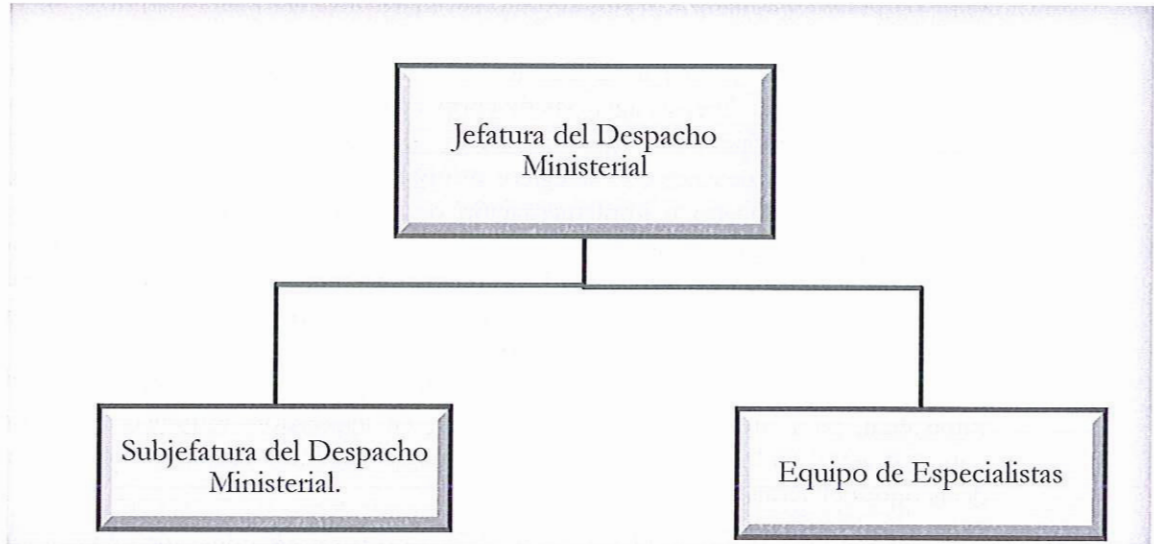 Jefatura del Despacho
Ministerial
Subjefatura del Despacho
Ministerial.
Equipo de Especialistas